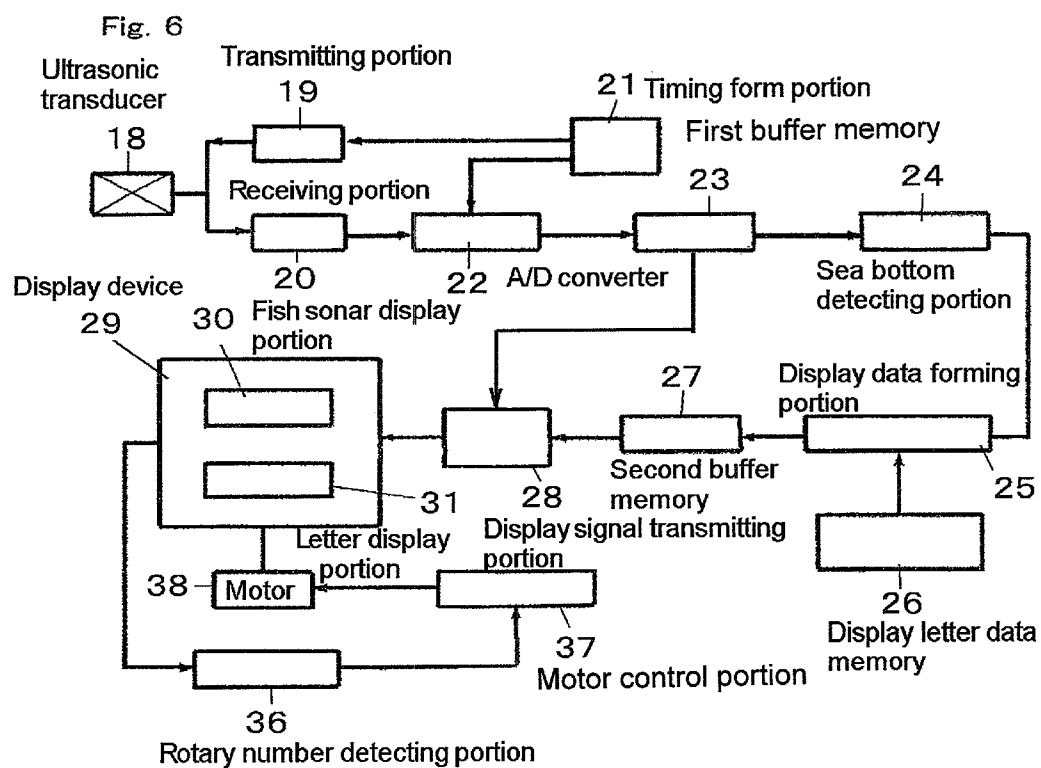 Fig. 6
Ultrasonic
transducer
18
Transmitting portion
19
21
Timing form portion
First buffer memory
23
24
Receiving portion
20
22
A/D converter
Sea bottom
detecting portion
Display device
29
Fish sonar display
portion
30
31
Letter display
portion
28
Display signal transmitting
portion
27
Second buffer
memory
Display data forming
portion
25
26
Display letter data
memory
38
Motor
37
Motor control portion
36
Rotary number detecting portion